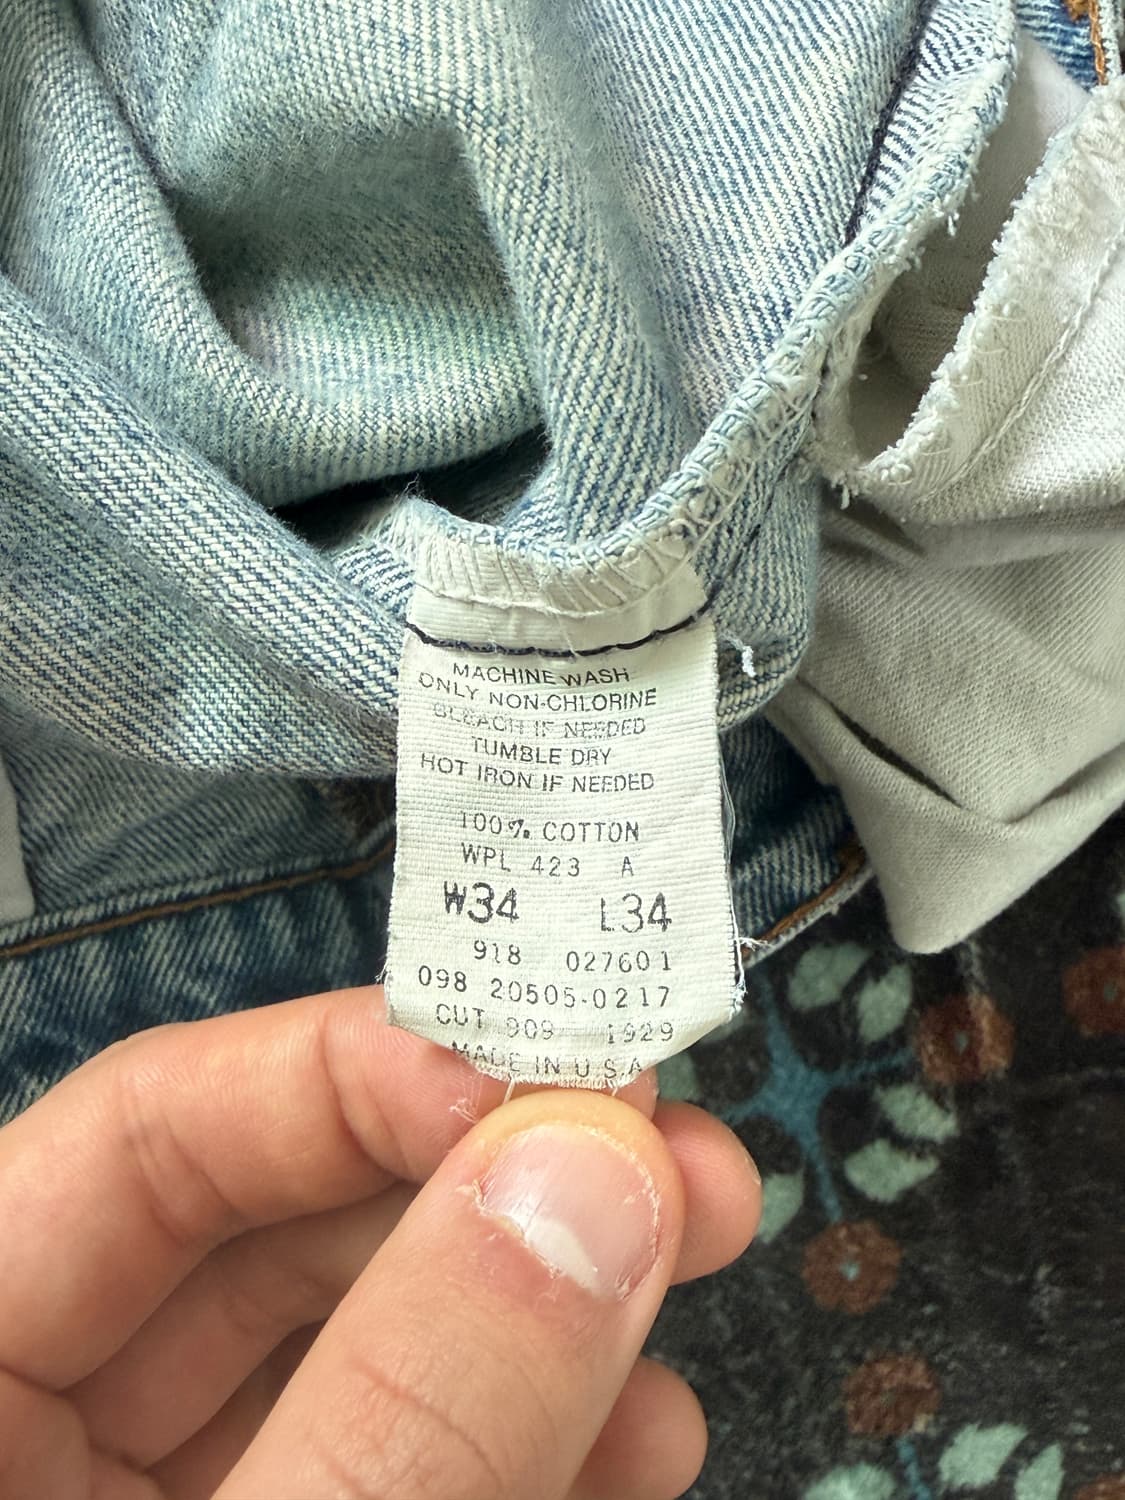 MACHINE WASH
ONLY NON-CHLORINE
BLEACH IF NEEDED
TUMBLE DRY
HOT IRON IF NEEDED
100% COTTON
WPL 423 A
W34 L34
918 027601
098 20505-0217
CUT 909 1929
MADE IN U.S.A